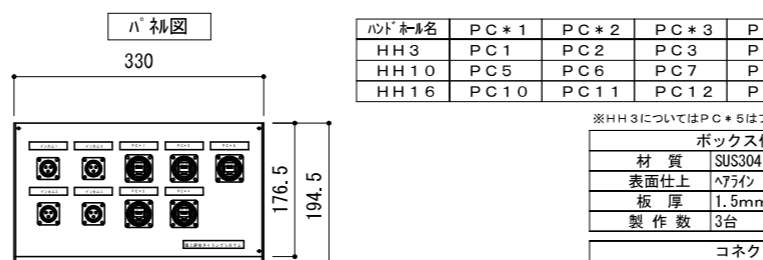 パネル図
330
176.5
194.5
ハンドホール名 PC*1 PC*2 PC*3 P
HH3 PC1 PC2 PC3 P
HH10 PC5 PC6 PC7 P
HH16 PC10 PC11 PC12 P
※HH3についてはPC*5は
ボックス
材 質 SUS304
表面仕上 ヘアライン
板 厚 1.5mm
製作数 3台
コネク